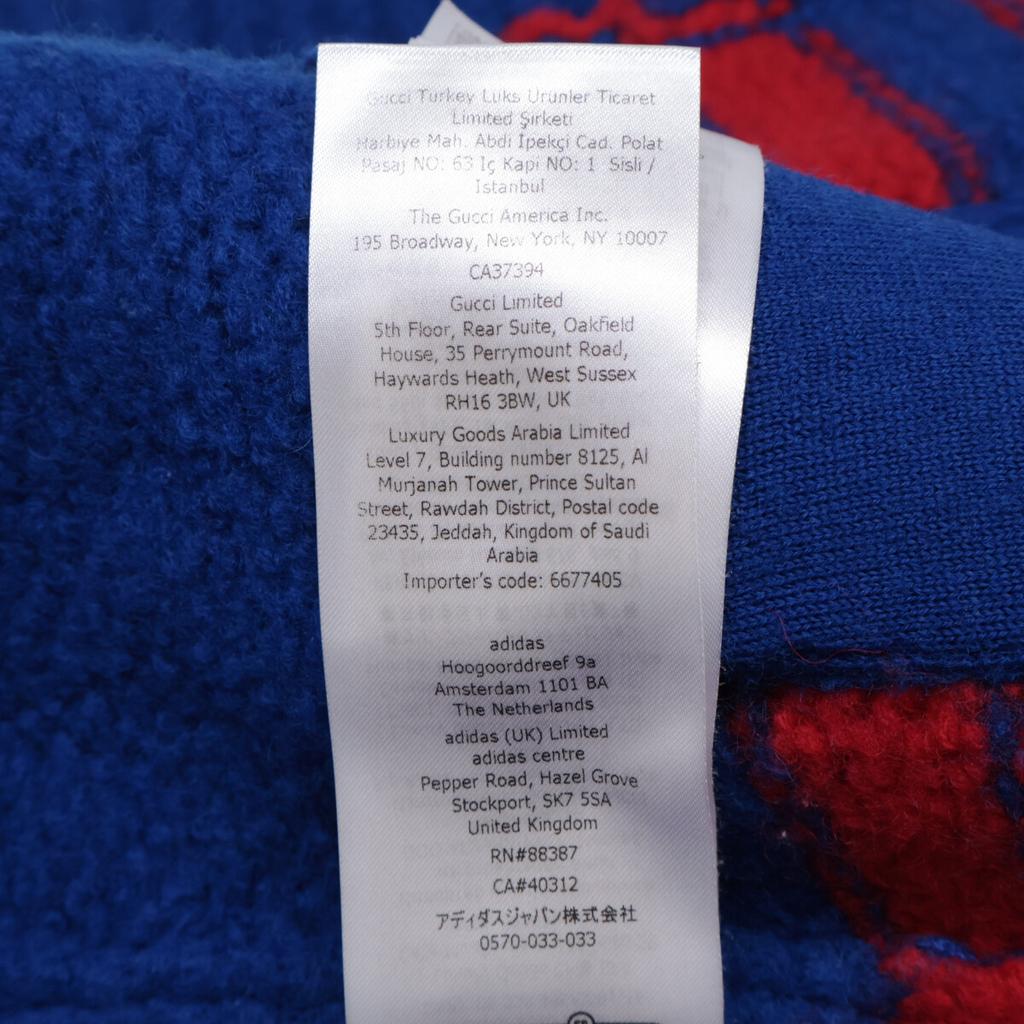 Gucci Turkey Luks Urunler Ticaret
Limited Şirketi
Harbiye Mah. Abdi İpekçi Cad. Polat
Pasaj NO: 63 Iç Kapi NO: 1 Sisli /
Istanbul
The Gucci America Inc.
195 Broadway, New York, NY 10007
CA37394
Gucci Limited
5th Floor, Rear Suite, Oakfield
House, 35 Perrymount Road,
Haywards Heath, West Sussex
RH16 3BW, UK
Luxury Goods Arabia Limited
Level 7, Building number 8125, Al
Murjanah Tower, Prince Sultan
Street, Rawdah District, Postal code
23435, Jeddah, Kingdom of Saudi
Arabia
Importer's code: 6677405
adidas
Hoogoorddreef 9a
Amsterdam 1101 BA
The Netherlands
adidas (UK) Limited
adidas centre
Pepper Road, Hazel Grove
Stockport, SK7 5SA
United Kingdom
RN#88387
CA#40312
アディダスジャパン株式会社
0570-033-033